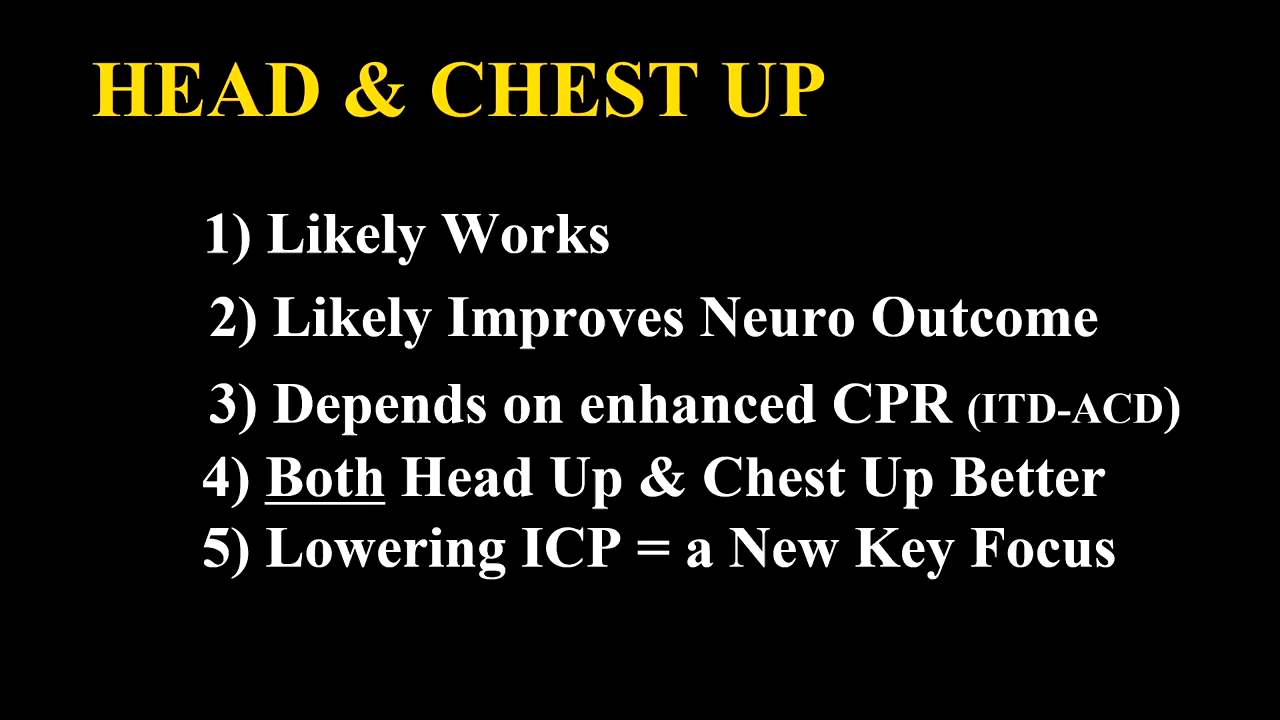 HEAD & CHEST UP
1) Likely Works
2) Likely Improves Neuro Outcome
3) Depends on enhanced CPR (ITD-ACD)
4) Both Head Up & Chest Up Better
5) Lowering ICP = a New Key Focus